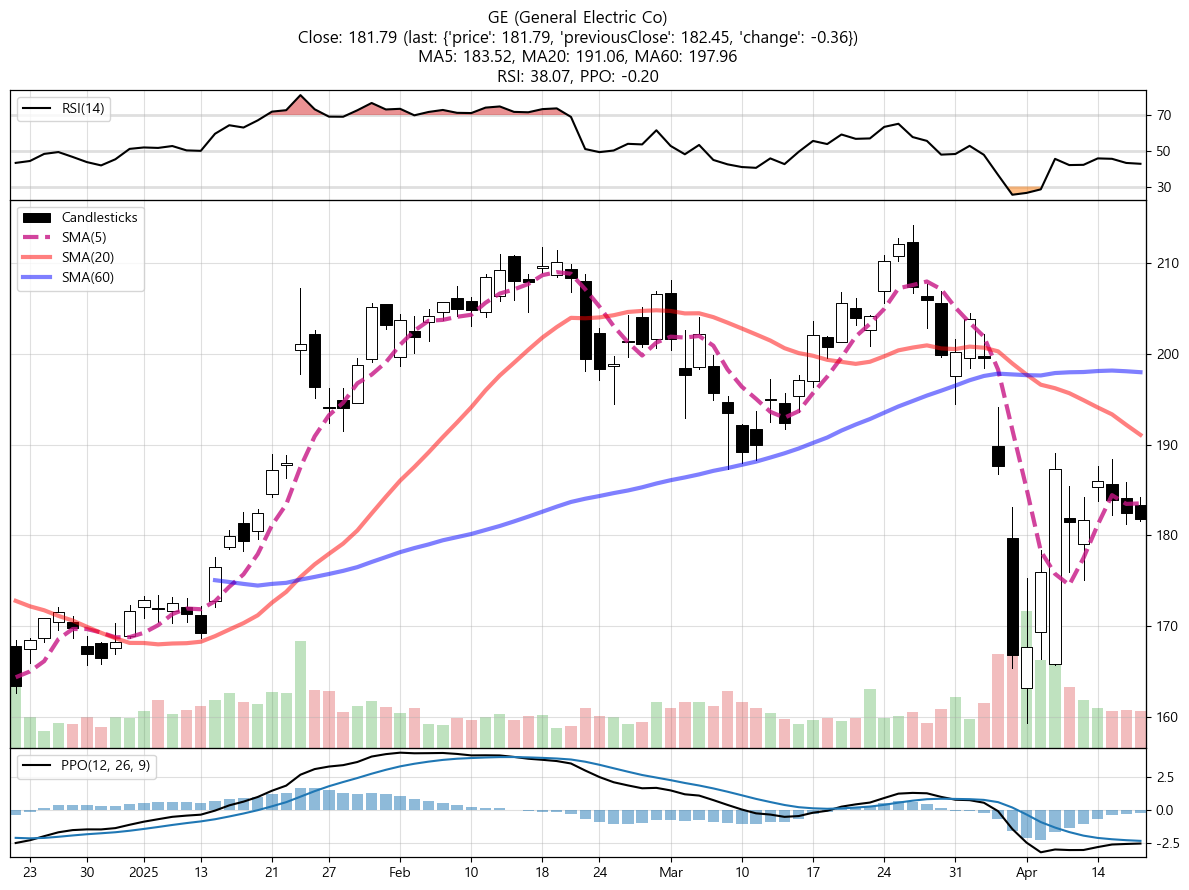 GE (General Electric Co)
Close: 181.79 (last: {'price': 181.79, 'previousClose': 182.45, 'change': -0.36})
MA5: 183.52, MA20: 191.06, MA60: 197.96
RSI: 38.07, PPO: -0.20
RSI(14)
70
50
30
Candlesticks
SMA(5)
SMA(20)
SMA(60)
210
200
190
180
170
160
PPO(12, 26, 9)
2.5
0.0
−2.5
23 30 2025 13 21 27 Feb 10 18 24 Mar 10 17 24 31 Apr 14